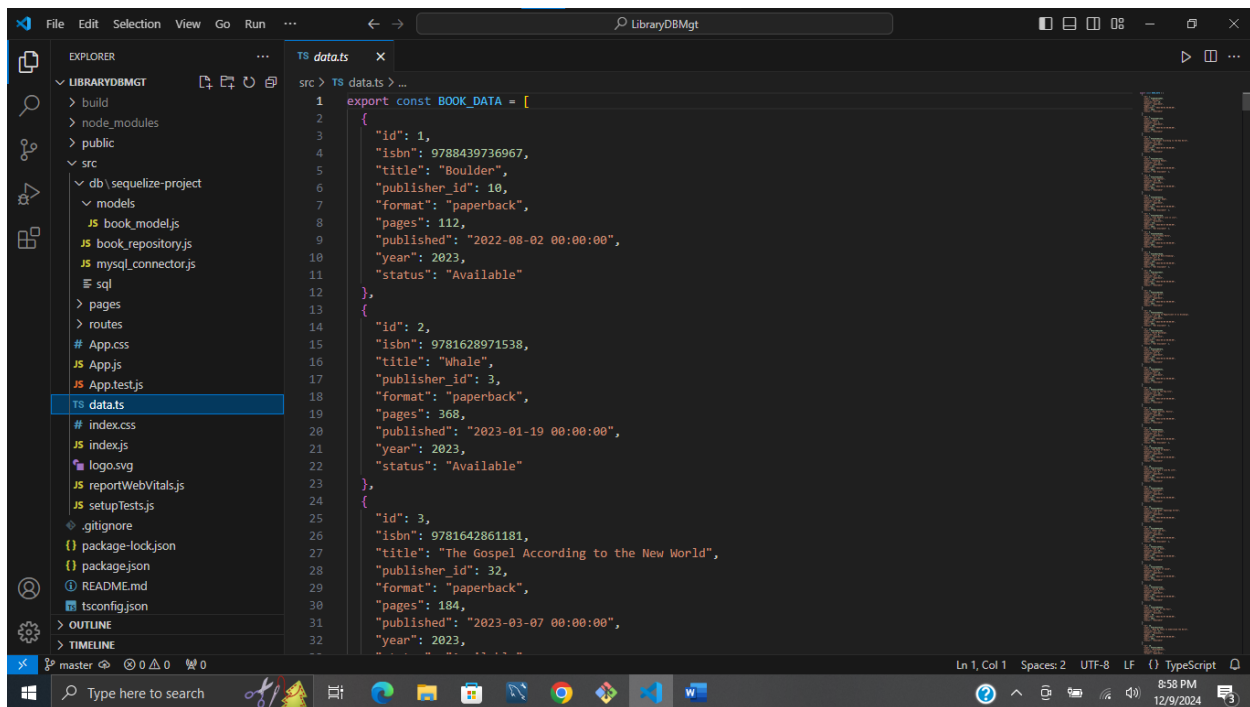 File Edit Selection View Go Run ··· LibraryDBMgt
EXPLORER ···
LIBRARYDBMGT
build
node_modules
public
src
db\sequelize-project
models
JS book_model.js
JS book_repository.js
JS mysql_connector.js
sql
pages
routes
# App.css
JS App.js
JS App.test.js
TS data.ts
# index.css
JS index.js
logo.svg
JS reportWebVitals.js
JS setupTests.js
.gitignore
{} package-lock.json
{} package.json
README.md
TS tsconfig.json
OUTLINE
TIMELINE
TS data.ts ×
src > TS data.ts > ...
1 export const BOOK_DATA = [
2 {
3 "id": 1,
4 "isbn": 9788439736967,
5 "title": "Boulder",
6 "publisher_id": 10,
7 "format": "paperback",
8 "pages": 112,
9 "published": "2022-08-02 00:00:00",
10 "year": 2023,
11 "status": "Available"
12 },
13 {
14 "id": 2,
15 "isbn": 9781628971538,
16 "title": "Whale",
17 "publisher_id": 3,
18 "format": "paperback",
19 "pages": 368,
20 "published": "2023-01-19 00:00:00",
21 "year": 2023,
22 "status": "Available"
23 },
24 {
25 "id": 3,
26 "isbn": 9781642861181,
27 "title": "The Gospel According to the New World",
28 "publisher_id": 32,
29 "format": "paperback",
30 "pages": 184,
31 "published": "2023-03-07 00:00:00",
32 "year": 2023,
master 0 0 0 Ln 1, Col 1 Spaces: 2 UTF-8 LF {} TypeScript
Type here to search
8:58 PM
12/9/2024
3